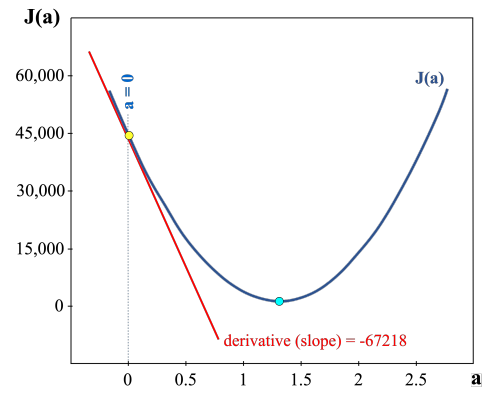 J(a)
60,000
45,000
30,000
15,000
0
a = 0
J(a)
derivative (slope) = -67218
0 0.5 1 1.5 2 2.5 a